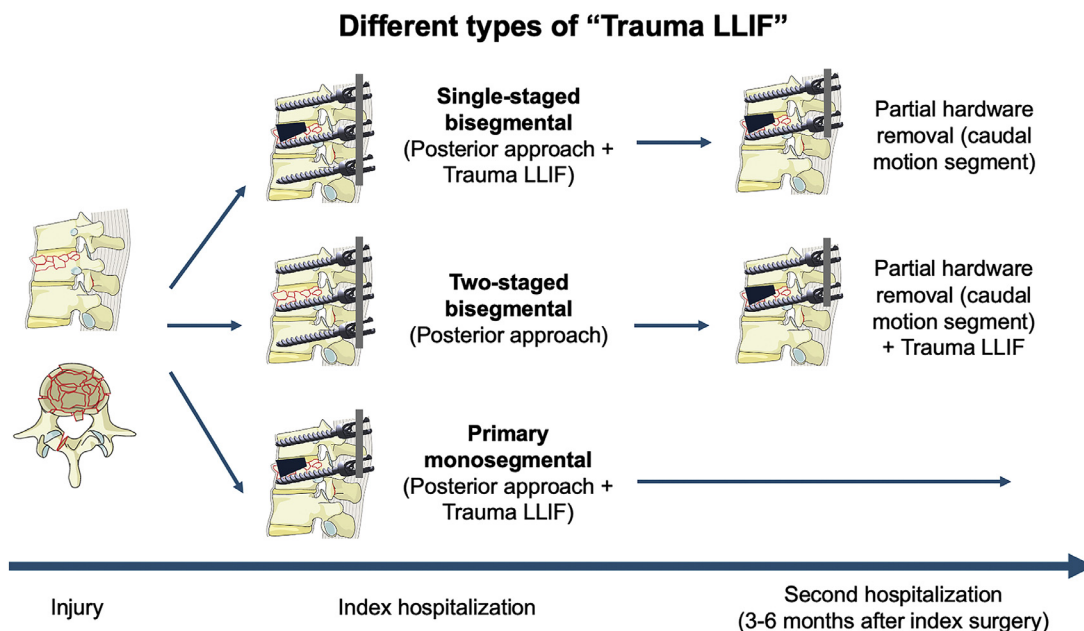 Different types of “Trauma LLIF”
Single-staged
bisegmental
(Posterior approach +
Trauma LLIF)
Partial hardware
removal (caudal
motion segment)
Two-staged
bisegmental
(Posterior approach)
Partial hardware
removal (caudal
motion segment)
+ Trauma LLIF
Primary
monosegmental
(Posterior approach +
Trauma LLIF)
Injury
Index hospitalization
Second hospitalization
(3-6 months after index surgery)